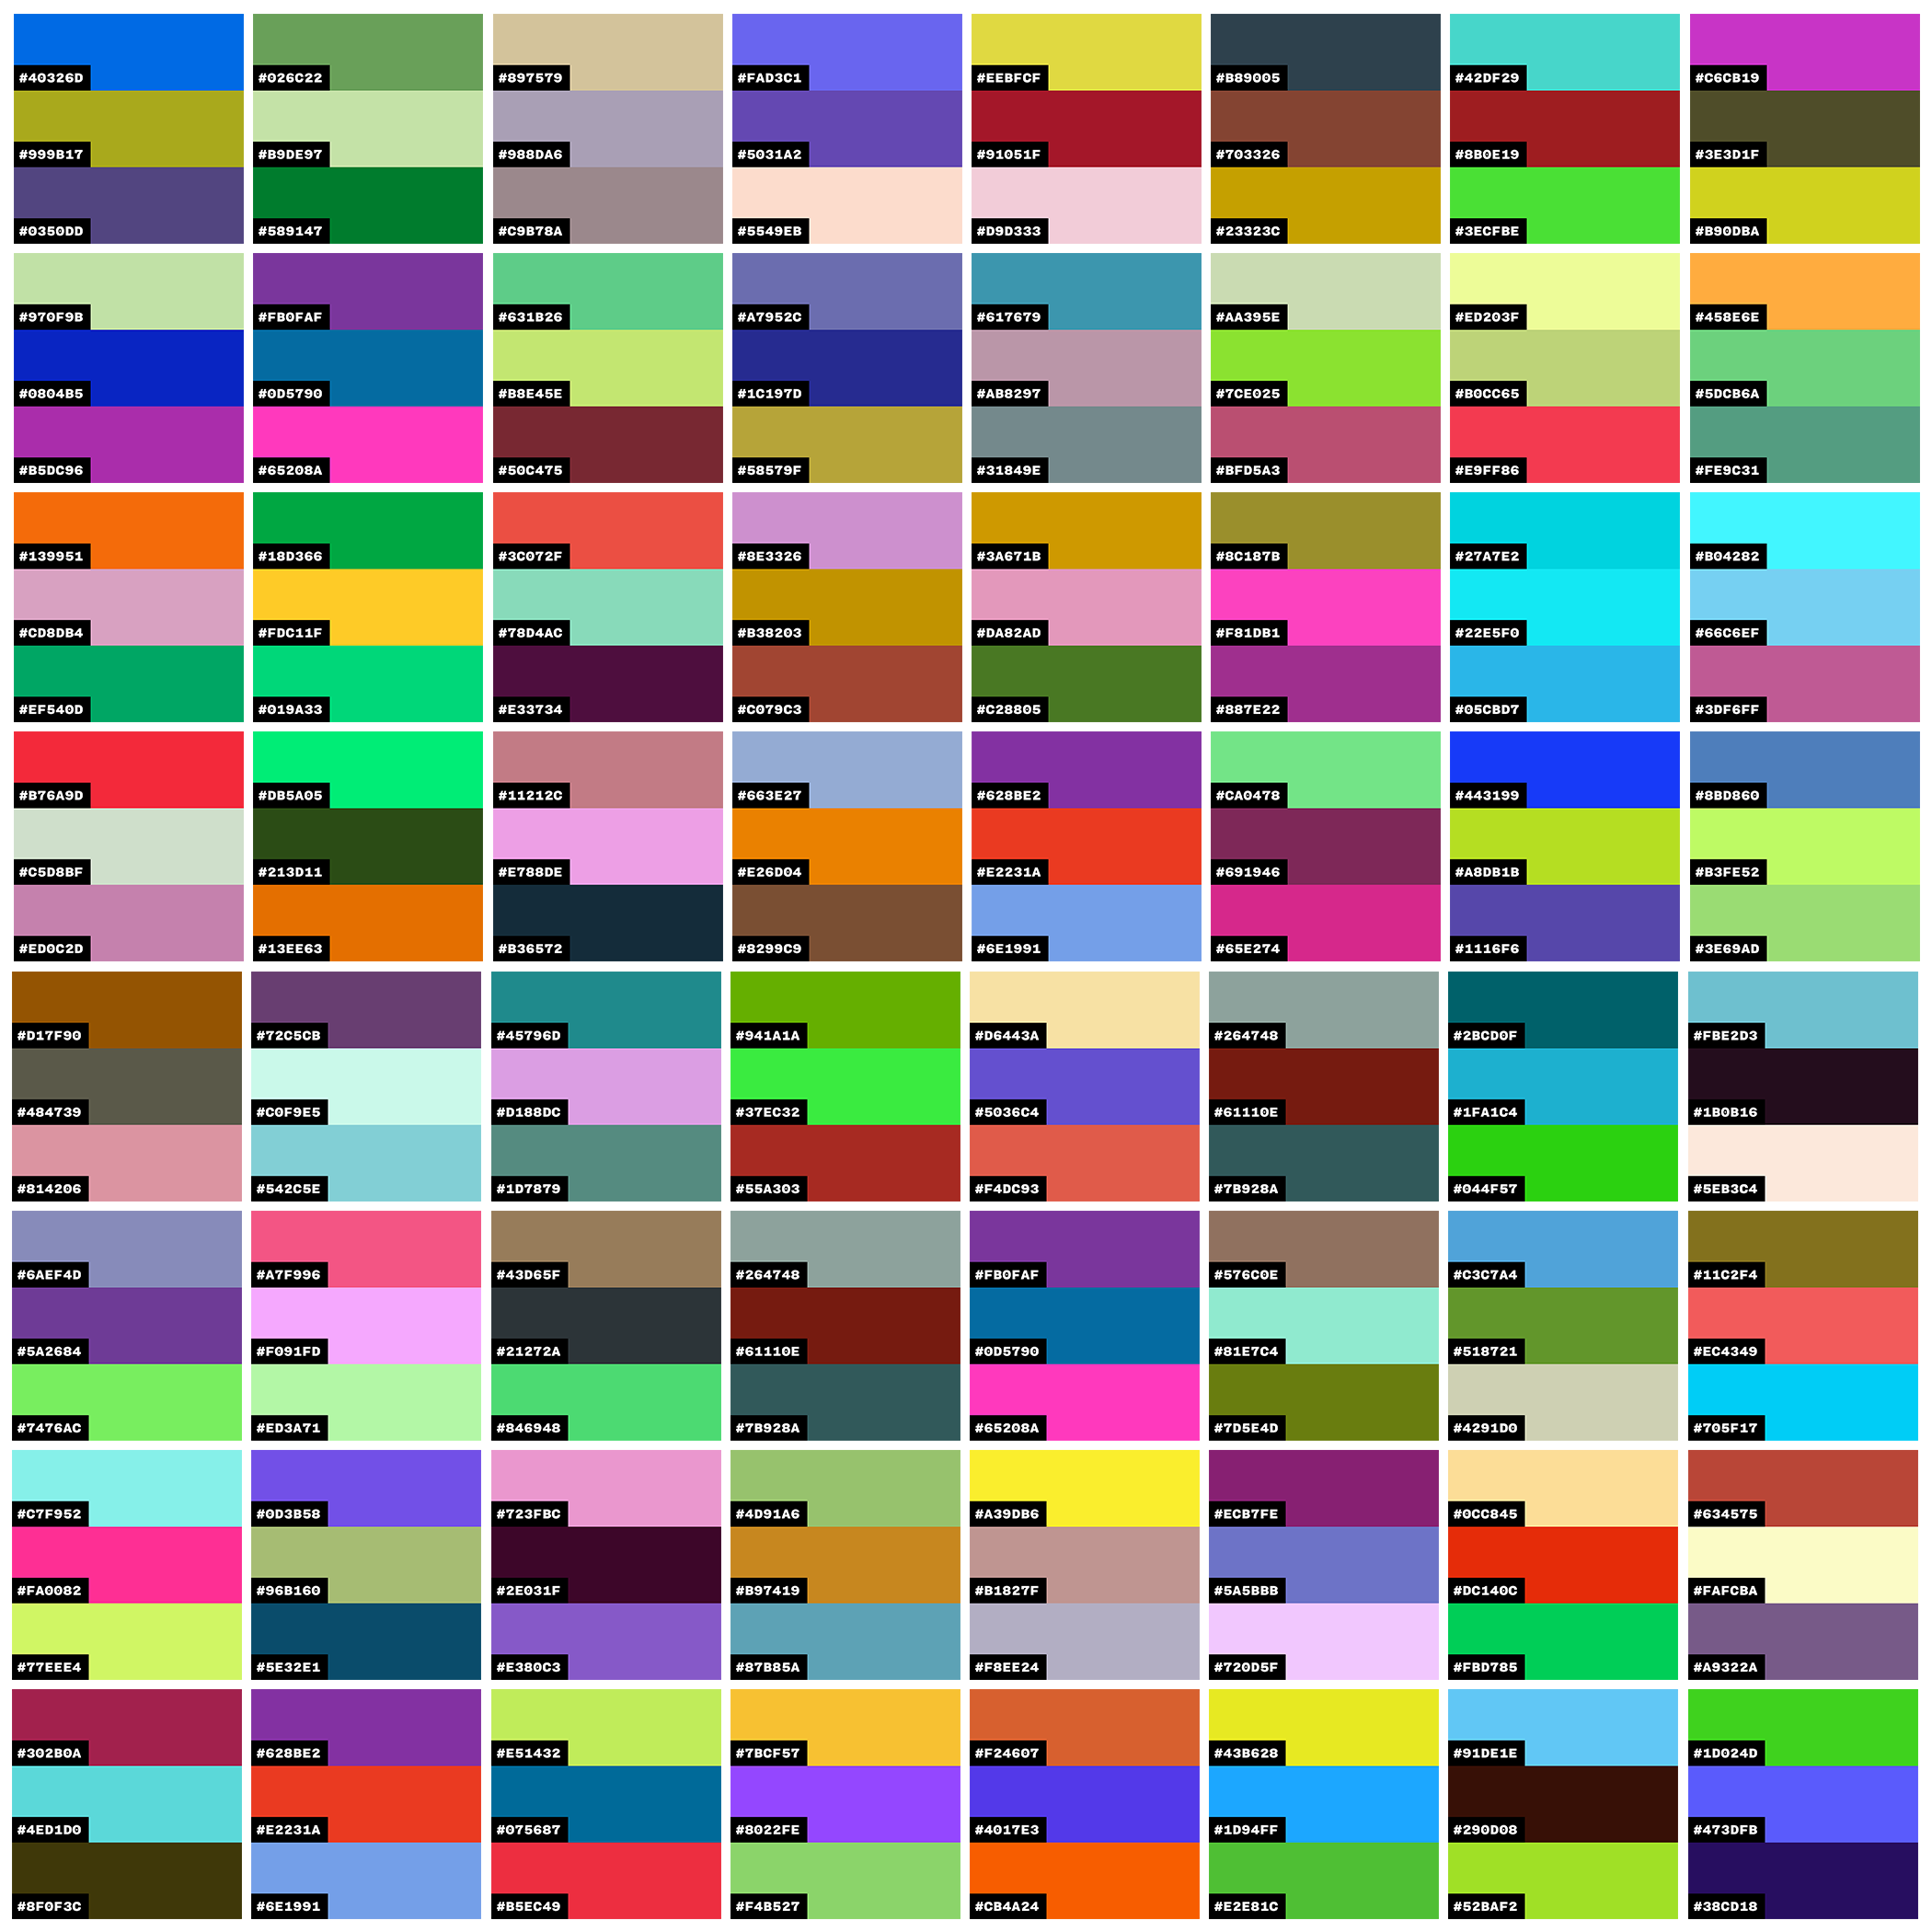 #40326D #026C22 #897579 #FAD3C1 #EEBFCF #B89005 #42DF29 #C6CB19
#999B17 #B9DE97 #988DA6 #5031A2 #91051F #703326 #8B0E19 #3E3D1F
#0350DD #589147 #C9B78A #5549EB #D9D333 #23323C #3ECFBE #B90DBA
#970F9B #FB0FAF #631B26 #A7952C #617679 #AA395E #ED203F #458E6E
#0804B5 #0D5790 #B8E45E #1C197D #AB8297 #7CE025 #B0CC65 #5DCB6A
#B5DC96 #65208A #50C475 #58579F #31849E #BFD5A3 #E9FF86 #FE9C31
#139951 #18D366 #3C072F #8E3326 #3A671B #8C187B #27A7E2 #B04282
#CD8DB4 #FDC11F #78D4AC #B38203 #DA82AD #F81DB1 #22E5F0 #66C6EF
#EF540D #019A33 #E33734 #C079C3 #C28805 #887E22 #05CBD7 #3DF6FF
#B76A9D #DB5A05 #11212C #663E27 #628BE2 #CA0478 #443199 #8BD860
#C5D8BF #213D11 #E788DE #E26D04 #E2231A #691946 #A8DB1B #B3FE52
#ED0C2D #13EE63 #B36572 #8299C9 #6E1991 #65E274 #1116F6 #3E69AD
#D17F90 #72C5CB #45796D #941A1A #D6443A #264748 #2BCD0F #FBE2D3
#484739 #C0F9E5 #D188DC #37EC32 #5036C4 #61110E #1FA1C4 #1B0B16
#814206 #542C5E #1D7879 #55A303 #F4DC93 #7B928A #044F57 #5EB3C4
#6AEF4D #A7F996 #43D65F #264748 #FB0FAF #576C0E #C3C7A4 #11C2F4
#5A2684 #F091FD #21272A #61110E #0D5790 #81E7C4 #518721 #EC4349
#7476AC #ED3A71 #846948 #7B928A #65208A #7D5E4D #4291D0 #705F17
#C7F952 #0D3B58 #723FBC #4D91A6 #A39DB6 #ECB7FE #0CC845 #634575
#FA0082 #96B160 #2E031F #B97419 #B1827F #5A5BBB #DC140C #FAFCBA
#77EEE4 #5E32E1 #E380C3 #87B85A #F8EE24 #720D5F #FBD785 #A9322A
#302B0A #628BE2 #E51432 #7BCF57 #F24607 #43B628 #91DE1E #1D024D
#4ED1D0 #E2231A #075687 #8022FE #4017E3 #1D94FF #290D08 #473DFB
#8F0F3C #6E1991 #B5EC49 #F4B527 #CB4A24 #E2E81C #52BAF2 #38CD18